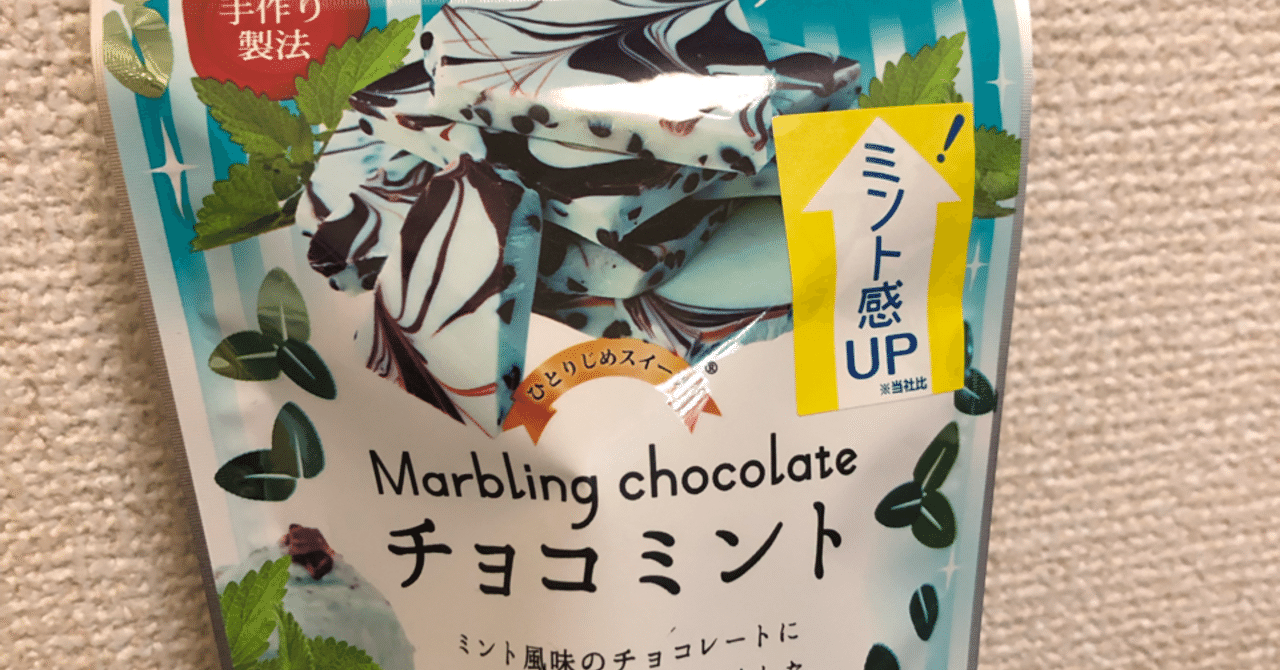 手作り
製法
ミント感
UP
!
※当社比
ひとりじめスイー
®
Marbling chocolate
チョコミント
ミント風味のチョコレートに